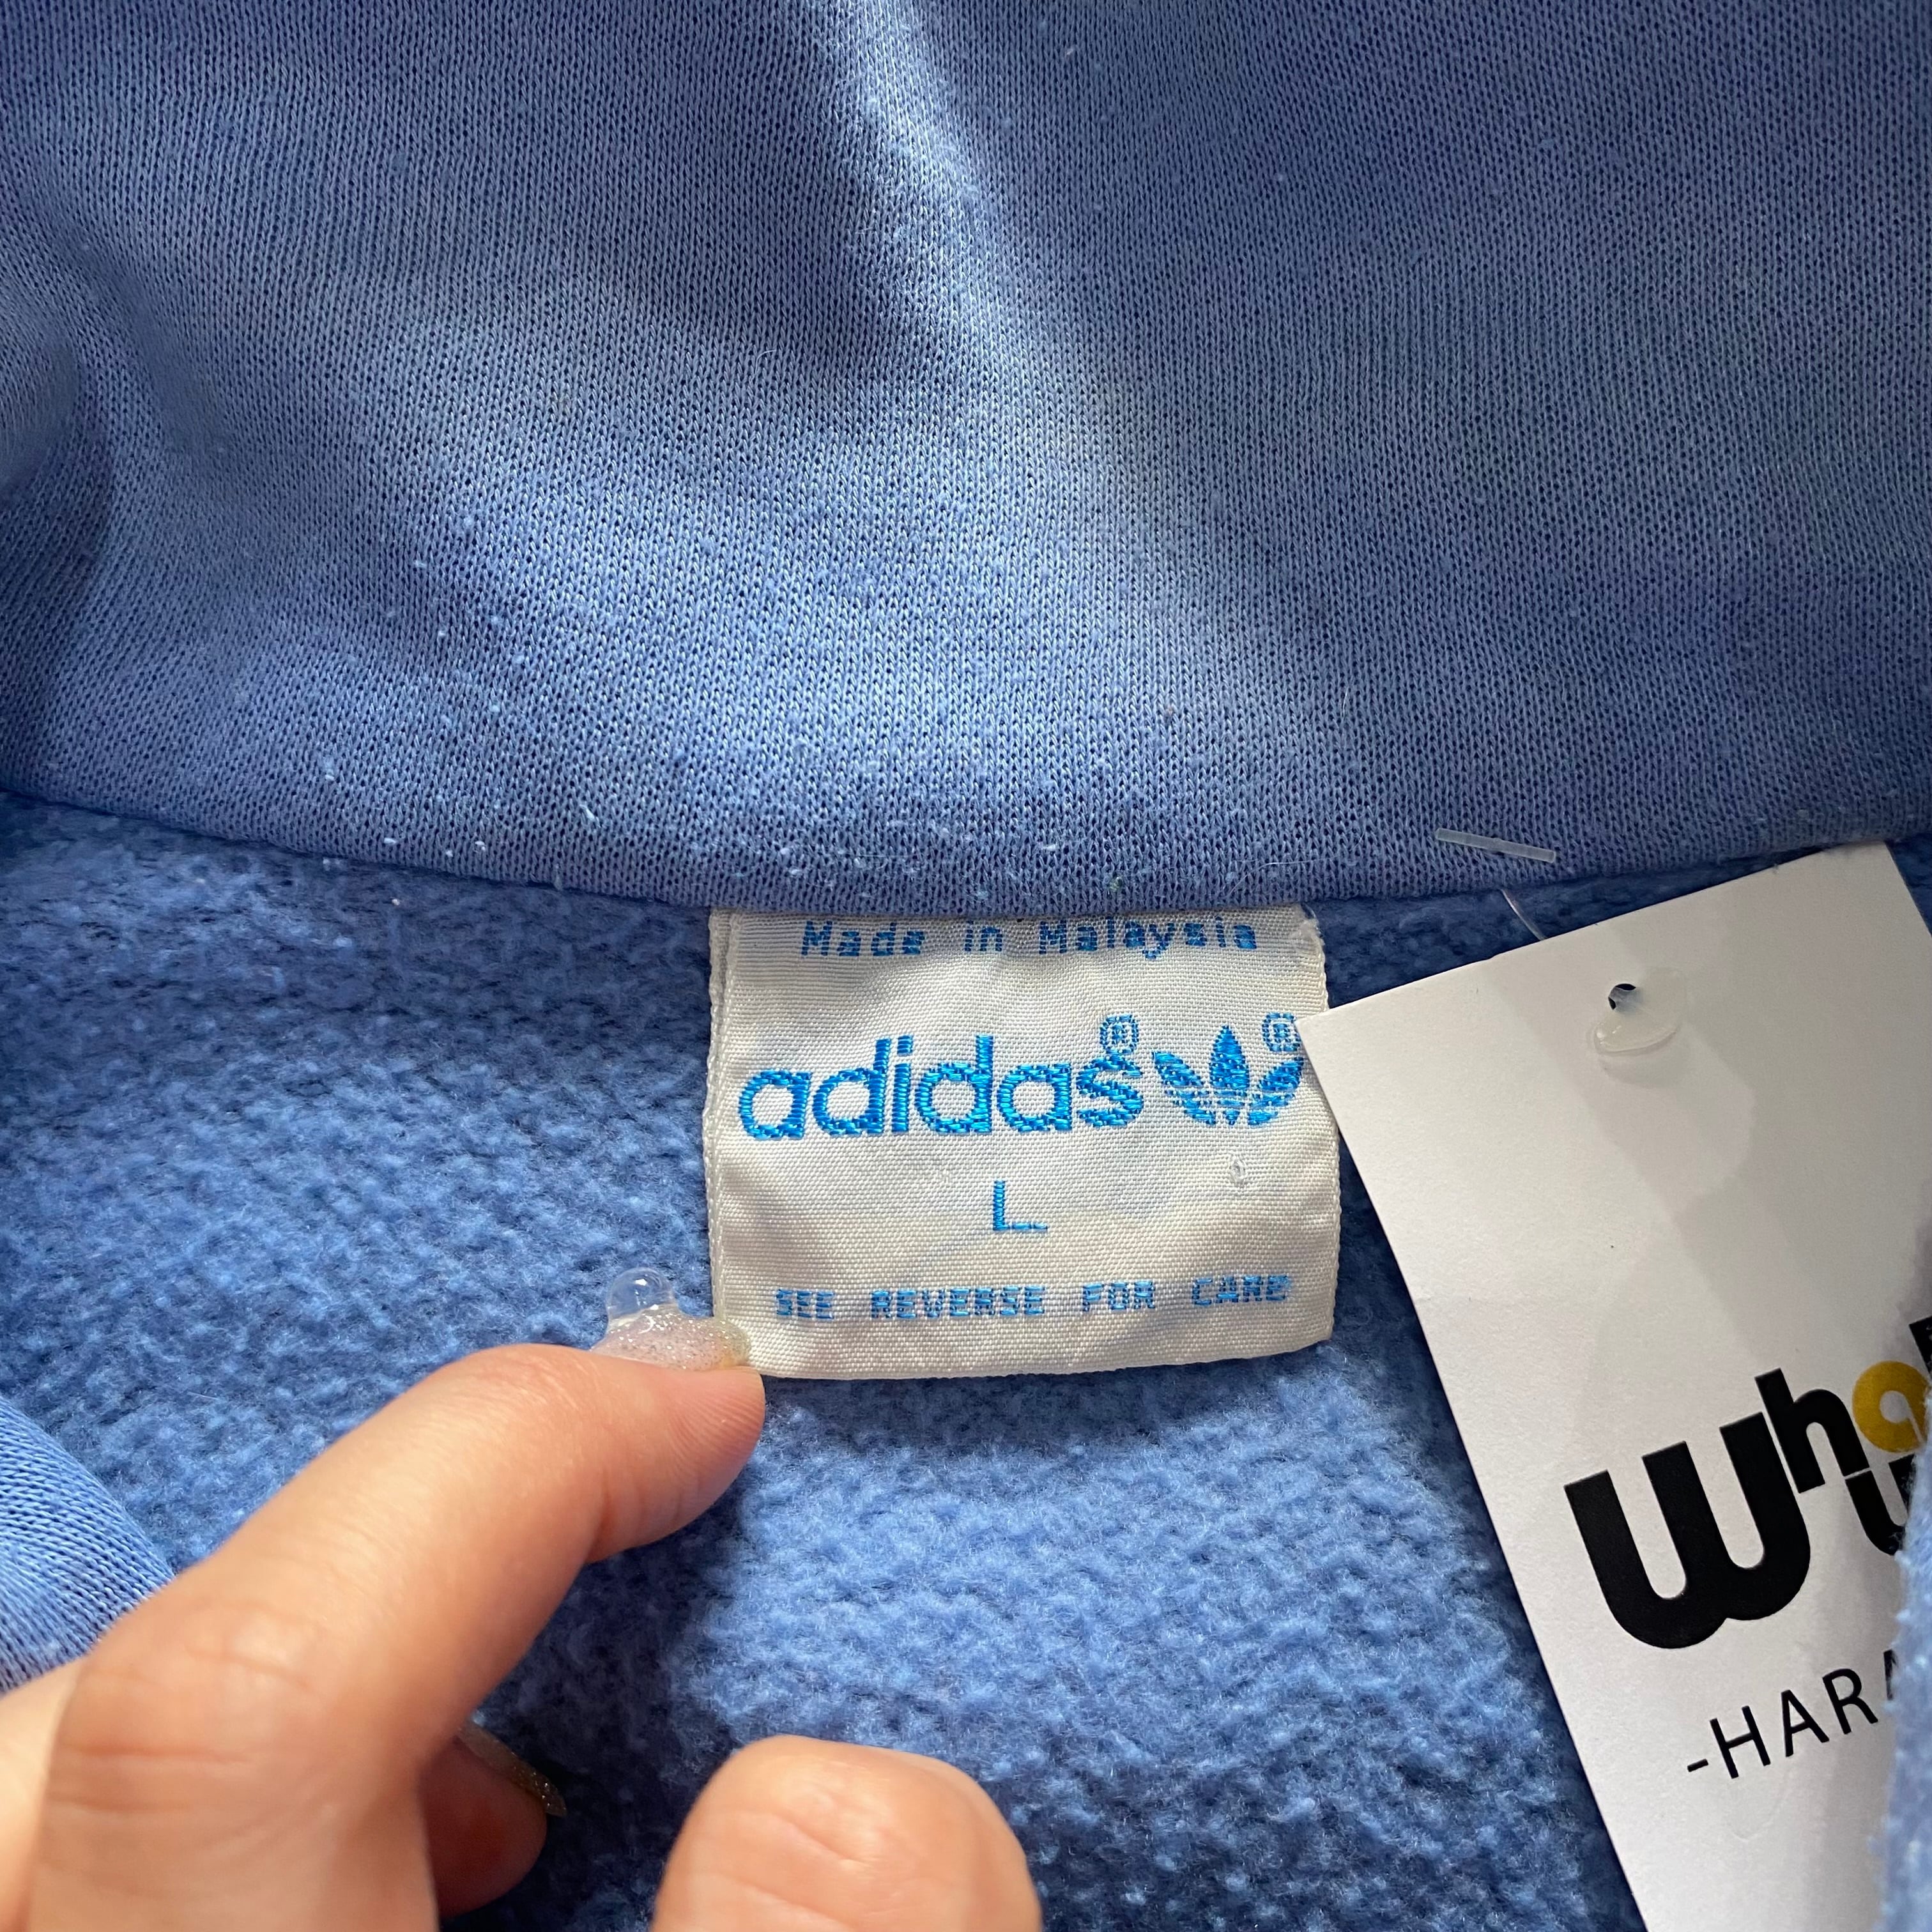 Made in Malaysia
adidas® ®
L
SEE REVERSE FOR CARE
-HARA